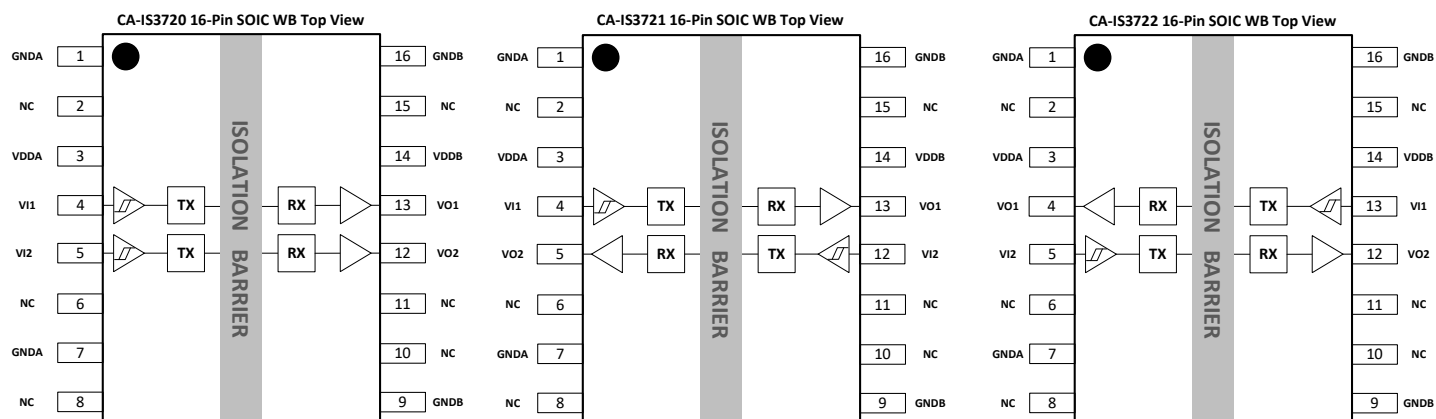 CA-IS3720 16-Pin SOIC WB Top View
GNDA 1 16 GNDB
NC 2 15 NC
VDDA 3 14 VDDB
VI1 4 TX RX 13 VO1
VI2 5 TX RX 12 VO2
NC 6 11 NC
GNDA 7 10 NC
NC 8 9 GNDB
ISOLATION BARRIER
CA-IS3721 16-Pin SOIC WB Top View
GNDA 1 16 GNDB
NC 2 15 NC
VDDA 3 14 VDDB
VI1 4 TX RX 13 VO1
VO2 5 RX TX 12 VI2
NC 6 11 NC
GNDA 7 10 NC
NC 8 9 GNDB
ISOLATION BARRIER
CA-IS3722 16-Pin SOIC WB Top View
GNDA 1 16 GNDB
NC 2 15 NC
VDDA 3 14 VDDB
VO1 4 RX TX 13 VI1
VI2 5 TX RX 12 VO2
NC 6 11 NC
GNDA 7 10 NC
NC 8 9 GNDB
ISOLATION BARRIER